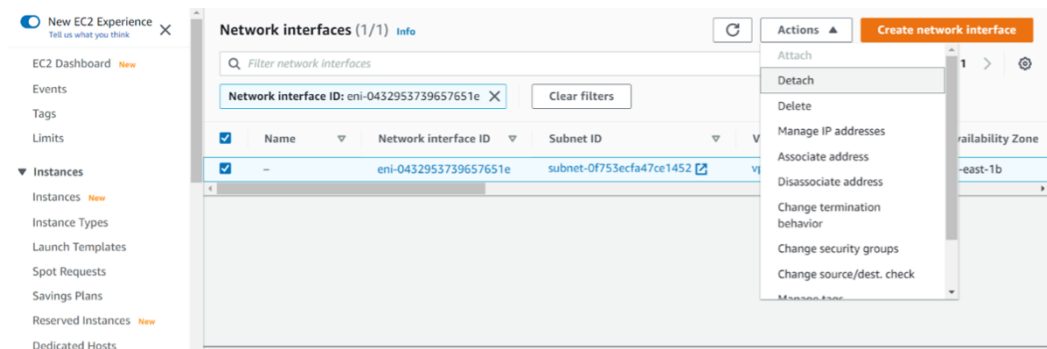 New EC2 Experience
Tell us what you think
EC2 Dashboard New
Events
Tags
Limits
Instances
Instances New
Instance Types
Launch Templates
Spot Requests
Savings Plans
Reserved Instances New
Dedicated Hosts
Network interfaces (1/1) Info
Actions
Create network interface
Filter network interfaces
1
Network interface ID: eni-0432953739657651e
Clear filters
Name
Network interface ID
Subnet ID
V
vailability Zone
–
eni-0432953739657651e
subnet-0f753ecfa47ce1452
vp
-east-1b
Attach
Detach
Delete
Manage IP addresses
Associate address
Disassociate address
Change termination
behavior
Change security groups
Change source/dest. check
Manage tags